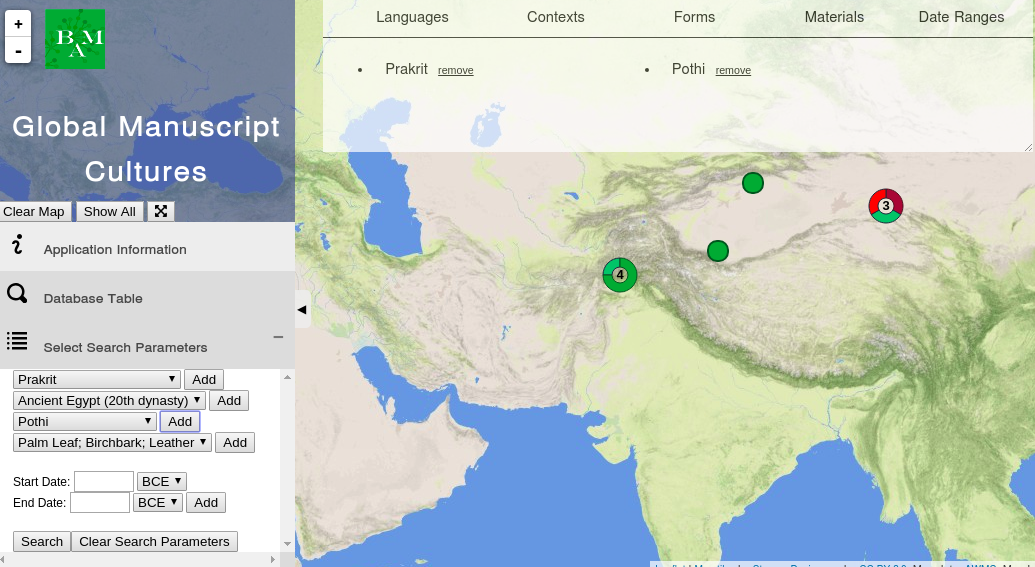 +
-
B M
A
Global Manuscript
Cultures
Clear Map
Show All
Application Information
Database Table
Select Search Parameters
Prakrit
Add
Ancient Egypt (20th dynasty)
Add
Pothi
Add
Palm Leaf; Birchbark; Leather
Add
Start Date:
BCE
End Date:
BCE
Add
Search
Clear Search Parameters
Languages
Contexts
Forms
Materials
Date Ranges
Prakrit remove
Pothi remove
3
4